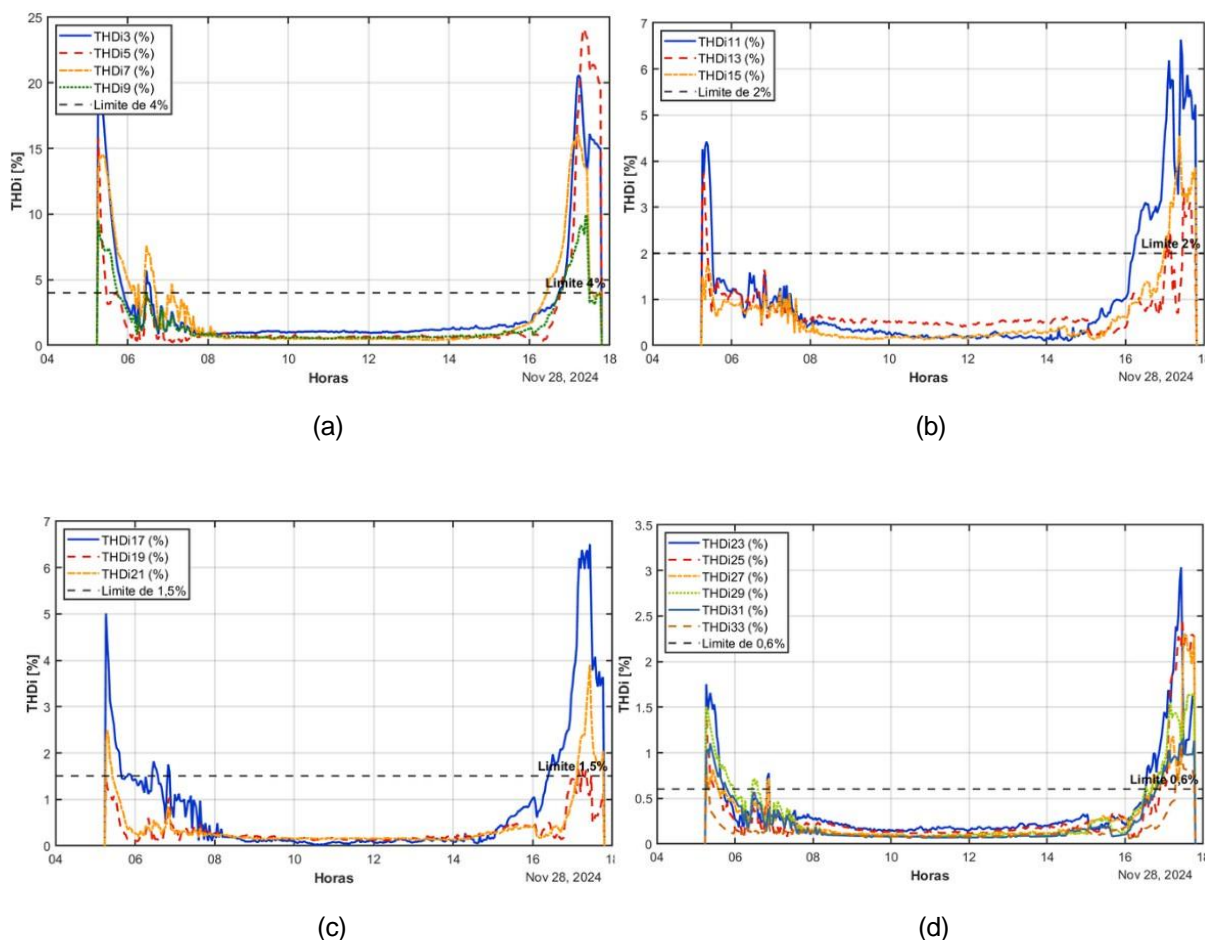 25
20
15
10
5
0
THDi [%]
THDi3 (%)
THDi5 (%)
THDi7 (%)
THDi9 (%)
Limite de 4%
Limite 4%
04 06 08 10 12 14 16 18
Horas
Nov 28, 2024
(a)
7
6
5
4
3
2
1
0
THDi [%]
THDi11 (%)
THDi13 (%)
THDi15 (%)
Limite de 2%
Limite 2%
04 06 08 10 12 14 16 18
Horas
Nov 28, 2024
(b)
7
6
5
4
3
2
1
0
THDi [%]
THDi17 (%)
THDi19 (%)
THDi21 (%)
Limite de 1,5%
Limite 1,5%
04 06 08 10 12 14 16 18
Horas
Nov 28, 2024
(c)
3.5
3
2.5
2
1.5
1
0.5
0
THDi [%]
THDi23 (%)
THDi25 (%)
THDi27 (%)
THDi29 (%)
THDi31 (%)
THDi33 (%)
Limite de 0,6%
Limite 0,6%
04 06 08 10 12 14 16 18
Horas
Nov 28, 2024
(d)